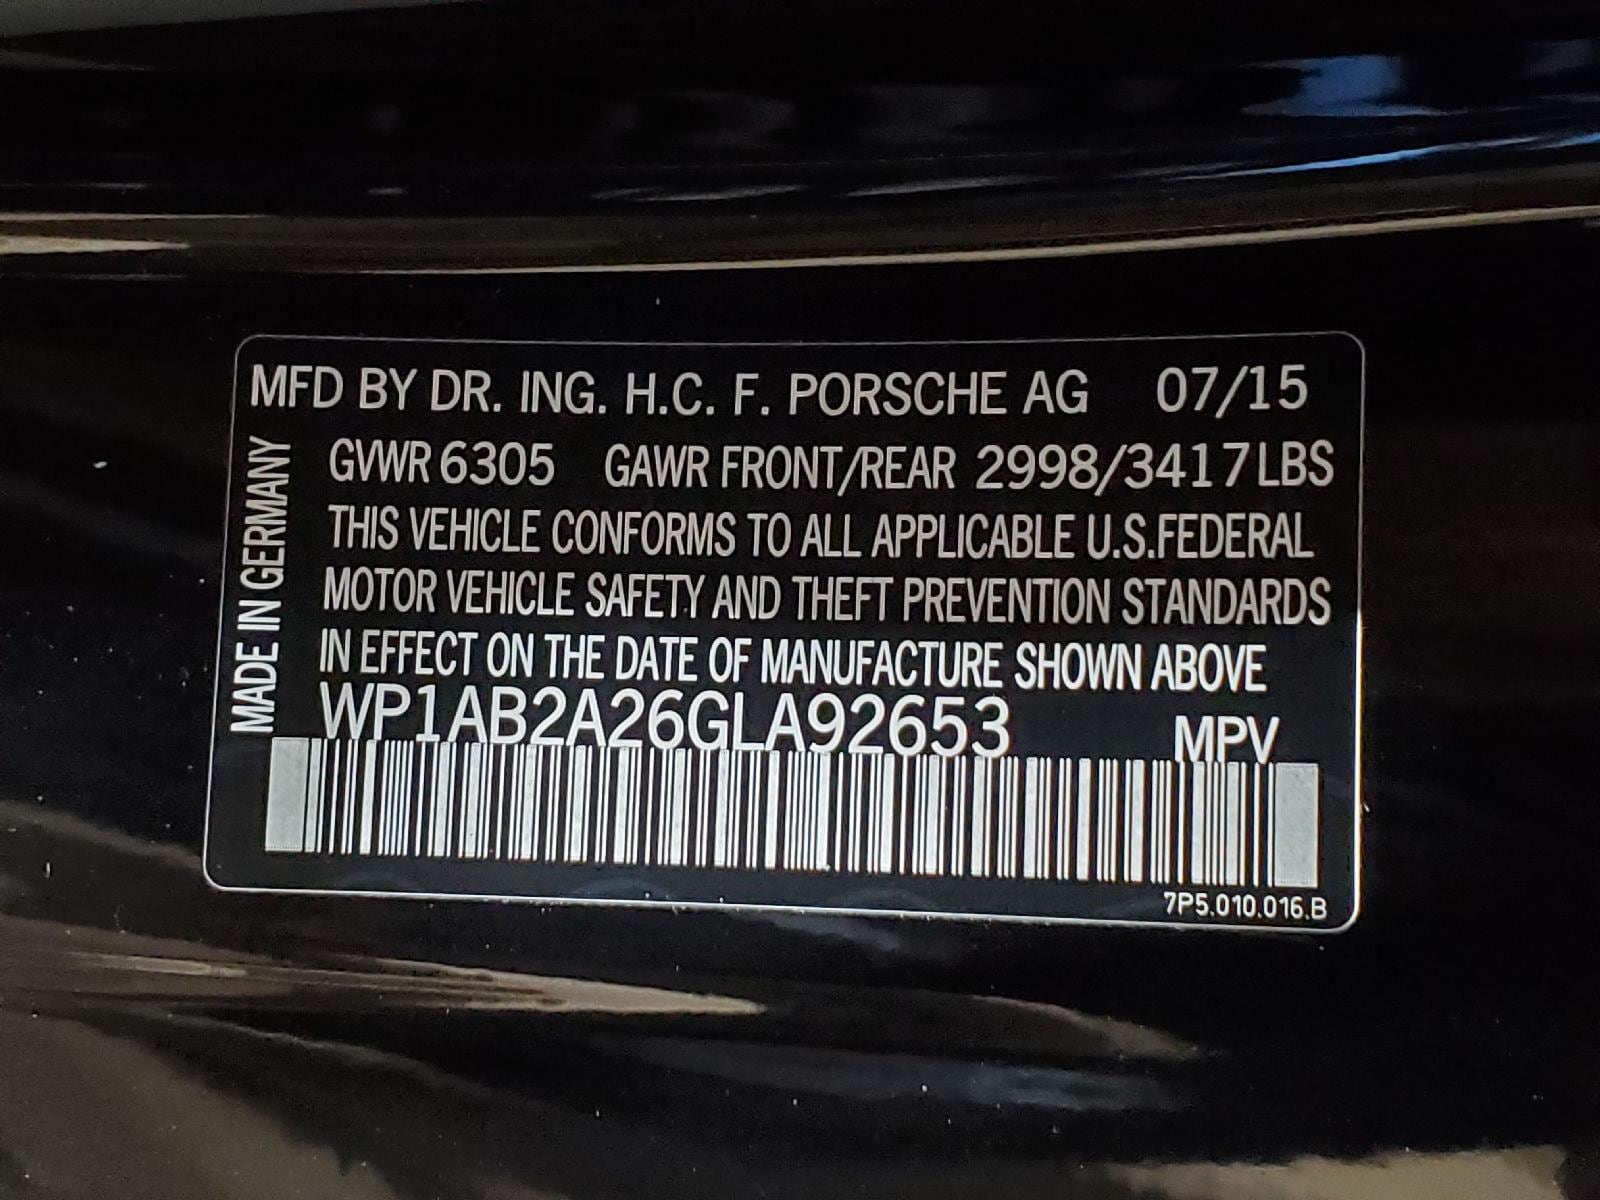 MFD BY DR. ING. H.C. F. PORSCHE AG 07/15
GVWR 6305 GAWR FRONT/REAR 2998/3417LBS
THIS VEHICLE CONFORMS TO ALL APPLICABLE U.S.FEDERAL
MOTOR VEHICLE SAFETY AND THEFT PREVENTION STANDARDS
IN EFFECT ON THE DATE OF MANUFACTURE SHOWN ABOVE
WP1AB2A26GLA92653 MPV
7P5.010.016.B
MADE IN GERMANY